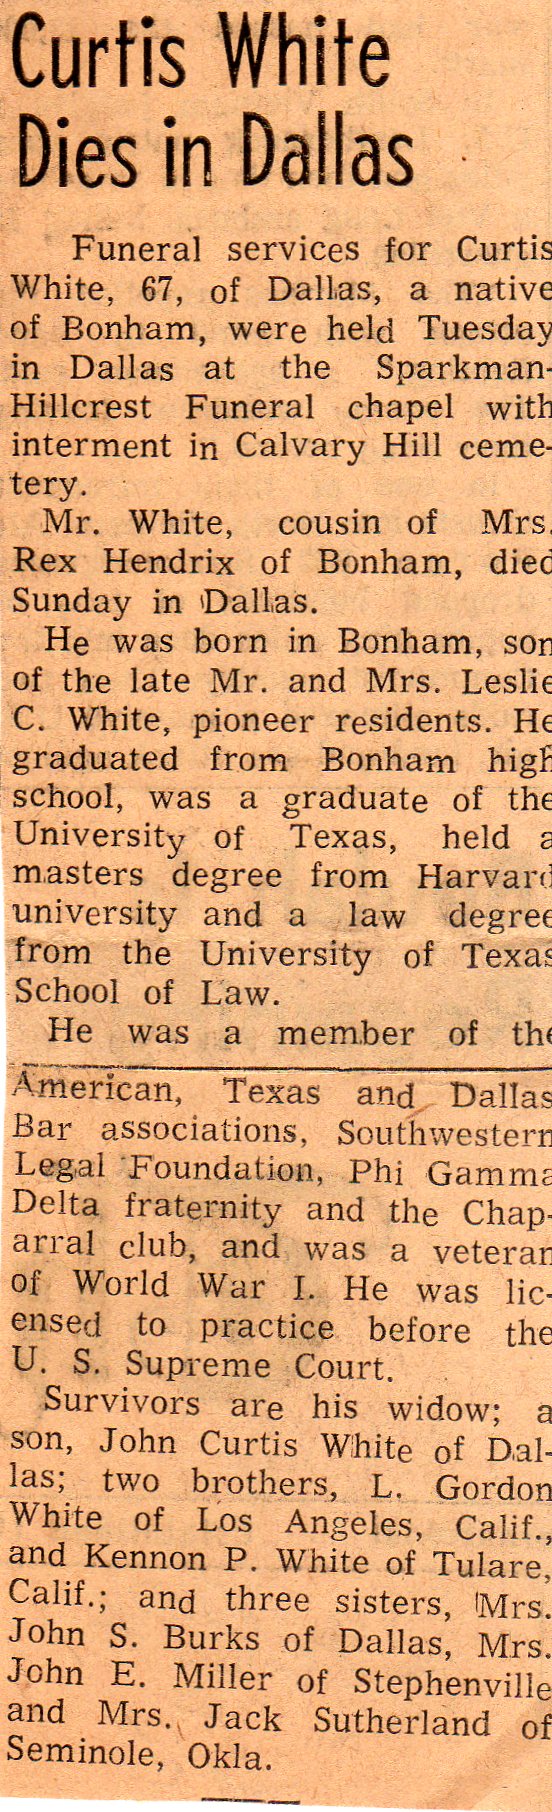 Curtis White
Dies in Dallas
Funeral services for Curtis
White, 67, of Dallas, a native
of Bonham, were held Tuesday
in Dallas at the Sparkman-
Hillcrest Funeral chapel with
interment in Calvary Hill ceme-
tery.
Mr. White, cousin of Mrs.
Rex Hendrix of Bonham, died
Sunday in Dallas.
He was born in Bonham, son
of the late Mr. and Mrs. Leslie
C. White, pioneer residents. He
graduated from Bonham high
school, was a graduate of the
University of Texas, held a
masters degree from Harvard
university and a law degree
from the University of Texas
School of Law.
He was a member of the
American, Texas and Dallas
Bar associations, Southwestern
Legal Foundation, Phi Gamma
Delta fraternity and the Chap-
arral club, and was a veteran
of World War I. He was lic-
ensed to practice before the
U. S. Supreme Court.
Survivors are his widow; a
son, John Curtis White of Dal-
las; two brothers, L. Gordon
White of Los Angeles, Calif.,
and Kennon P. White of Tulare,
Calif.; and three sisters, Mrs.
John S. Burks of Dallas, Mrs.
John E. Miller of Stephenville
and Mrs. Jack Sutherland of
Seminole, Okla.